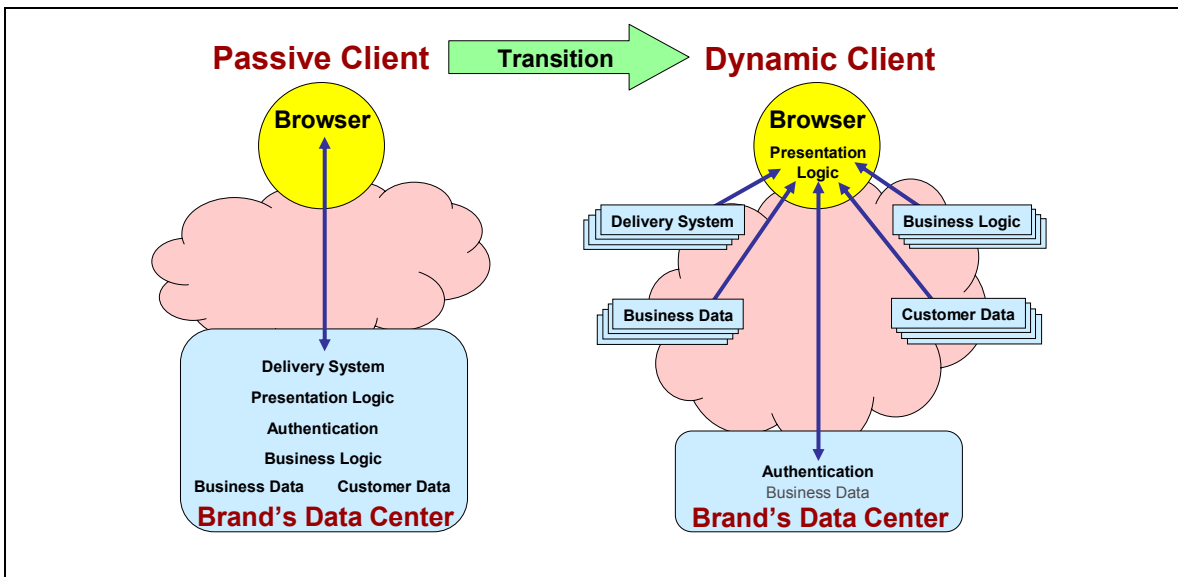 Passive Client
Transition
Dynamic Client
Browser
Delivery System
Presentation Logic
Authentication
Business Logic
Business Data
Customer Data
Brand's Data Center
Browser
Presentation
Logic
Delivery System
Business Logic
Business Data
Customer Data
Authentication
Business Data
Brand's Data Center